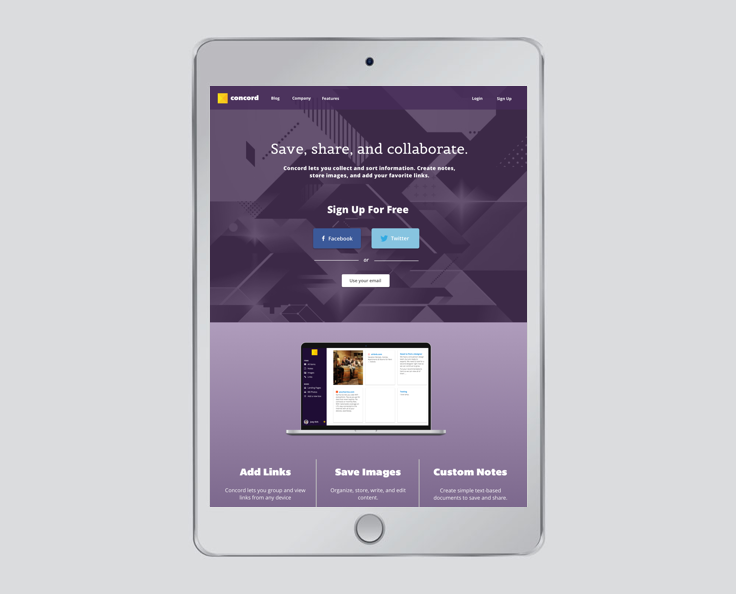 concord
Blog
Company
Features
Login
Sign Up
Save, share, and collaborate.
Concord lets you collect and sort information. Create notes,
store images, and add your favorite links.
Sign Up For Free
Facebook
Twitter
or
Use your email
Add Links
Save Images
Custom Notes
Concord lets you group and view
links from any device
Organize, store, write, and edit
content.
Create simple text-based
documents to save and share.